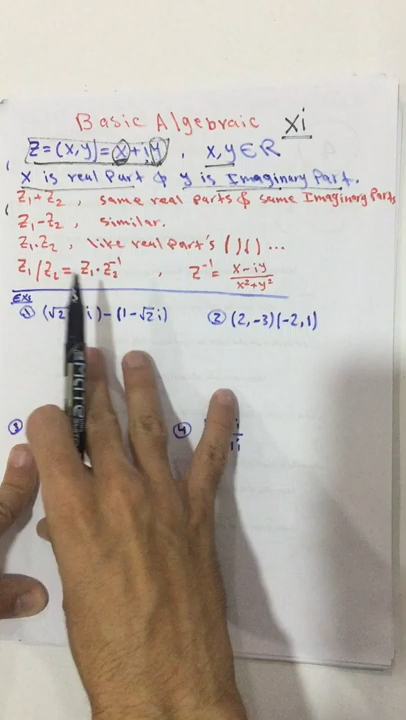 Basic Algebraic xi
Z=(x,y)=x+iy , x,y∈R
X is real Part & y is Imaginary Part.
Z₁+Z₂, same real parts & same Imaginary Parts
Z₁-Z₂, similar.
Z₁.Z₂, like real part's ( )( ) ...
Z₁/Z₂=Z₁.Z₂⁻¹ , Z⁻¹= x-iy / x²+y²
EXs
① (√2 i)-(1-√2i) ② (2,-3)(-2,1)
③ ④